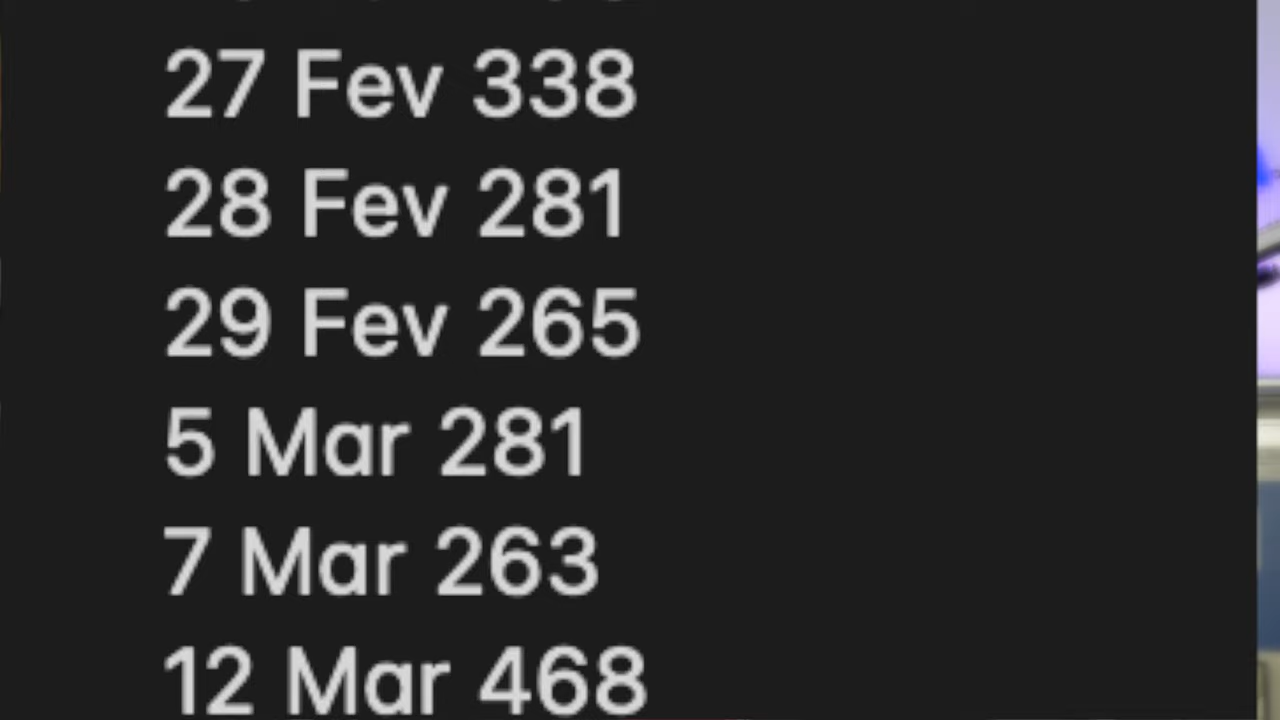 27 Fev 338
28 Fev 281
29 Fev 265
5 Mar 281
7 Mar 263
12 Mar 468